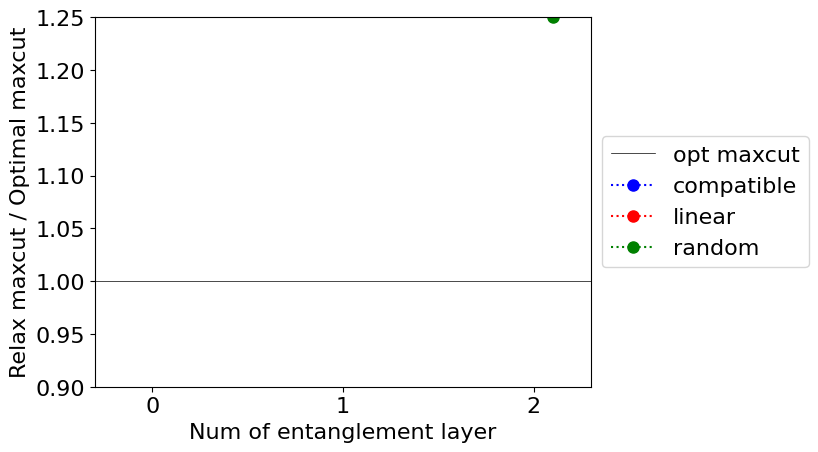 Relax maxcut / Optimal maxcut
1.25
1.20
1.15
1.10
1.05
1.00
0.95
0.90
0 1 2
Num of entanglement layer
opt maxcut
compatible
linear
random